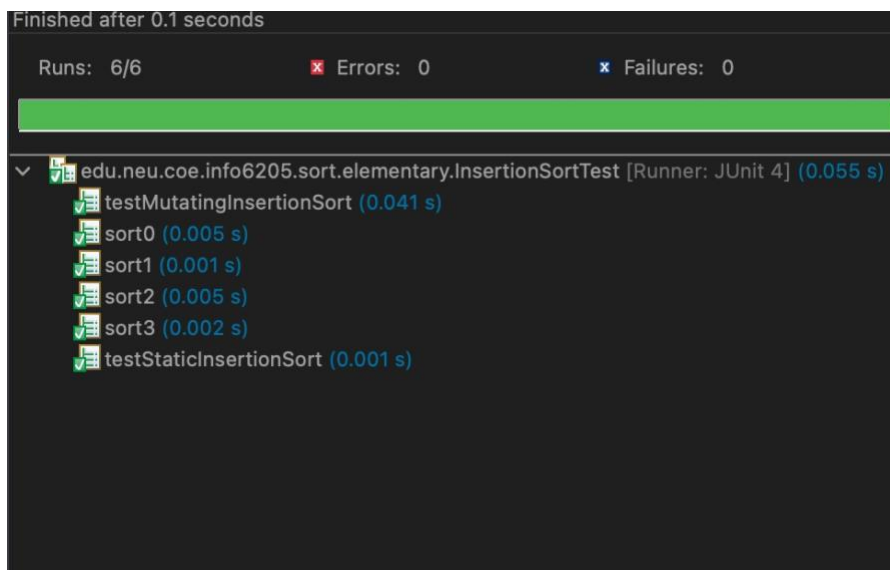 Finished after 0.1 seconds
Runs: 6/6 Errors: 0 Failures: 0
edu.neu.coe.info6205.sort.elementary.InsertionSortTest [Runner: JUnit 4] (0.055 s)
testMutatingInsertionSort (0.041 s)
sort0 (0.005 s)
sort1 (0.001 s)
sort2 (0.005 s)
sort3 (0.002 s)
testStaticInsertionSort (0.001 s)